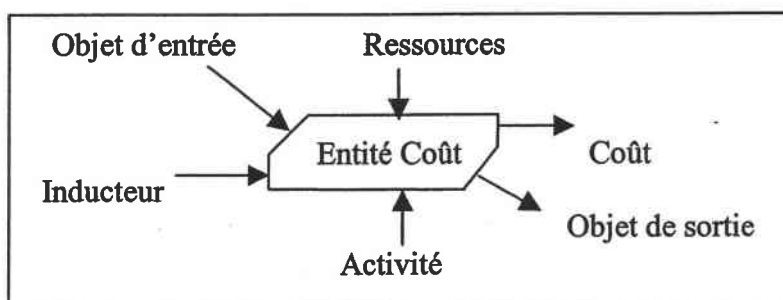 Objet d'entrée
Ressources
Entité Coût
Coût
Inducteur
Objet de sortie
Activité